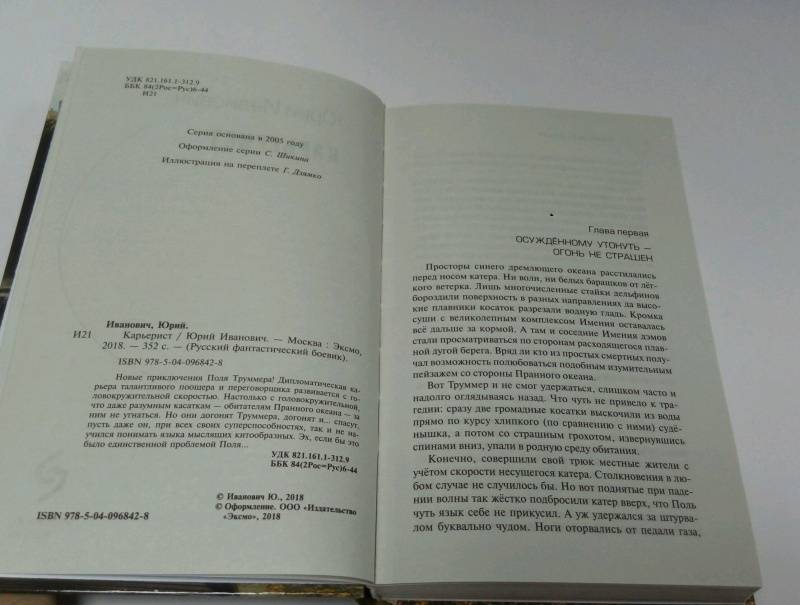 УДК 821.161.1-312.9
ББК 84(2Рос=Рус)6-44
И21
Серия основана в 2005 году
Оформление серии С. Шикина
Иллюстрация на переплете Г. Дзямко
Иванович, Юрий.
И21 Карьерист / Юрий Иванович. — Москва : Эксмо,
2018. — 352 с. — (Русский фантастический боевик).
ISBN 978-5-04-096842-8
Новые приключения Поля Труммера! Дипломатическая ка-
рьера талантливого поощера и переговорщика развивается с го-
ловокружительной скоростью. Настолько с головокружительной,
что даже разумным касаткам — обитателям Пранного океана — за
ним не угнаться. Но они догонят Труммера, догонят и... спасут,
пусть даже он, при всех своих суперспособностях, так и не на-
учился понимать языка мыслящих китообразных. Эх, если бы это
было единственной проблемой Поля...
УДК 821.161.1-312.9
ББК 84(2Рос=Рус)6-44
© Иванович Ю., 2018
© Оформление. ООО «Издательство
«Эксмо», 2018
ISBN 978-5-04-096842-8
Глава первая
ОСУЖДЁННОМУ УТОНУТЬ —
ОГОНЬ НЕ СТРАШЕН
Просторы синего дремлющего океана расстилались
перед носом катера. Ни волн, ни белых барашков от лёг-
кого ветерка. Лишь многочисленные стайки дельфинов
бороздили поверхность в разных направлениях да высо-
кие плавники косаток разрезали водную гладь. Кромка
суши с великолепным комплексом Имения оставалась
всё дальше за кормой. А там и соседние Имения дэмов
стали просматриваться по сторонам расходящегося плав-
ной дугой берега. Вряд ли кто из простых смертных полу-
чал возможность полюбоваться подобным изумительным
пейзажем со стороны Пранного океана.
Вот Труммер и не смог удержаться, слишком часто и
надолго оглядываясь назад. Что чуть не привело к тра-
гедии: сразу две громадные косатки выскочили из воды
прямо по курсу хлипкого (по сравнению с ними) судё-
нышка, а потом со страшным грохотом, извернувшись
спинами вниз, упали в родную среду обитания.
Конечно, совершили свой трюк местные жители с
учётом скорости несущегося катера. Столкновения в лю-
бом случае не случилось бы. Но вот поднятые при паде-
нии волны так жёстко подбросили катер вверх, что Поль
чуть язык себе не прикусил. А уж удержался за штурва-
лом буквально чудом. Ноги оторвались от педали газа,